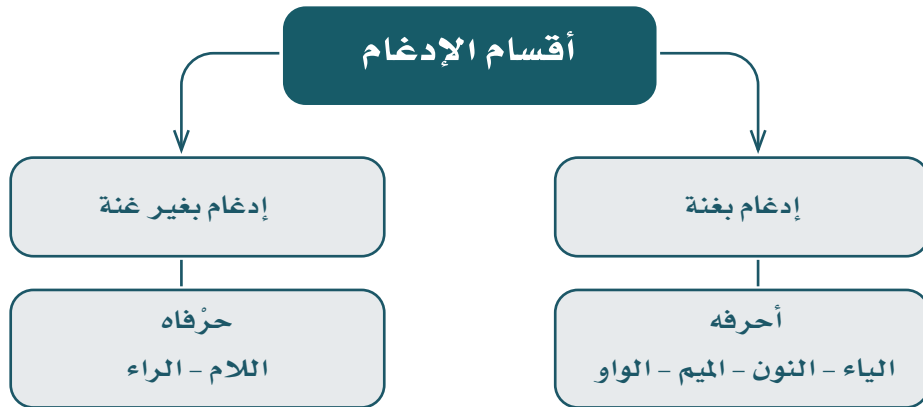 أقسام الإدغام
إدغام بغنة
أحرفه
الياء – النون – الميم – الواو
إدغام بغير غنة
حرْفاه
اللام – الراء